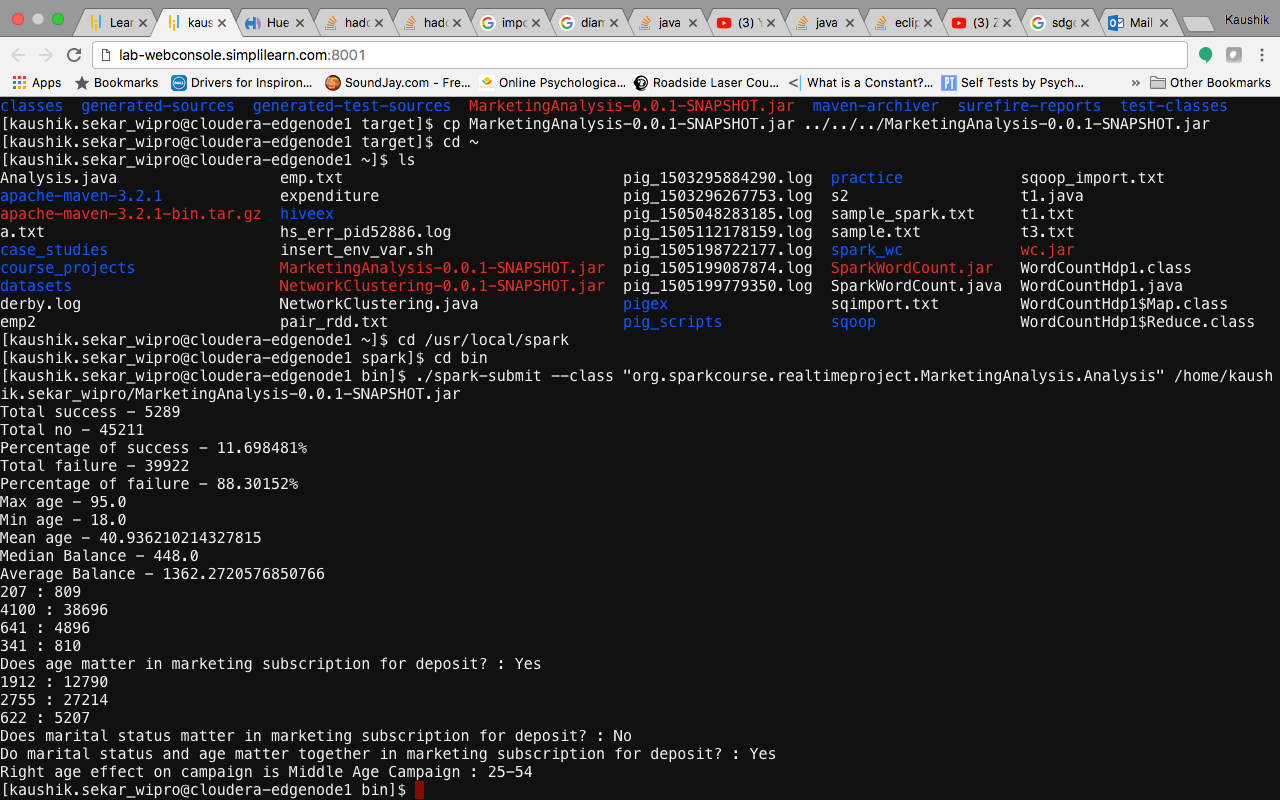 Lear
kaus
Hue
hado
hado
impo
dian
java
(3) Y
java
eclip
(3) Z
sdg
Mail
Kaushik
lab-webconsole.simplilearn.com:8001
Apps
Bookmarks
Drivers for Inspiron...
SoundJay.com - Fre...
Online Psychologica...
Roadside Laser Cou...
What is a Constant?...
Self Tests by Psych...
»
Other Bookmarks
classes generated-sources generated-test-sources MarketingAnalysis-0.0.1-SNAPSHOT.jar maven-archiver surefire-reports test-classes
[kaushik.sekar_wipro@cloudera-edgenode1 target]$ cp MarketingAnalysis-0.0.1-SNAPSHOT.jar ../../../MarketingAnalysis-0.0.1-SNAPSHOT.jar
[kaushik.sekar_wipro@cloudera-edgenode1 target]$ cd ~
[kaushik.sekar_wipro@cloudera-edgenode1 ~]$ ls
Analysis.java emp.txt pig_1503295884290.log practice sqoop_import.txt
apache-maven-3.2.1 expenditure pig_1503296267753.log s2 t1.java
apache-maven-3.2.1-bin.tar.gz hiveex pig_1505048283185.log sample_spark.txt t1.txt
a.txt hs_err_pid52886.log pig_1505112178159.log sample.txt t3.txt
case_studies insert_env_var.sh pig_1505198722177.log spark_wc wc.jar
course_projects MarketingAnalysis-0.0.1-SNAPSHOT.jar pig_1505199087874.log SparkWordCount.jar WordCountHdp1.class
datasets NetworkClustering-0.0.1-SNAPSHOT.jar pig_1505199779350.log SparkWordCount.java WordCountHdp1.java
derby.log NetworkClustering.java pigex sqimport.txt WordCountHdp1$Map.class
emp2 pair_rdd.txt pig_scripts sqoop WordCountHdp1$Reduce.class
[kaushik.sekar_wipro@cloudera-edgenode1 ~]$ cd /usr/local/spark
[kaushik.sekar_wipro@cloudera-edgenode1 spark]$ cd bin
[kaushik.sekar_wipro@cloudera-edgenode1 bin]$ ./spark-submit --class "org.sparkcourse.realtimeproject.MarketingAnalysis.Analysis" /home/kaush
ik.sekar_wipro/MarketingAnalysis-0.0.1-SNAPSHOT.jar
Total success - 5289
Total no - 45211
Percentage of success - 11.698481%
Total failure - 39922
Percentage of failure - 88.30152%
Max age - 95.0
Min age - 18.0
Mean age - 40.936210214327815
Median Balance - 448.0
Average Balance - 1362.2720576850766
207 : 809
4100 : 38696
641 : 4896
341 : 810
Does age matter in marketing subscription for deposit? : Yes
1912 : 12790
2755 : 27214
622 : 5207
Does marital status matter in marketing subscription for deposit? : No
Do marital status and age matter together in marketing subscription for deposit? : Yes
Right age effect on campaign is Middle Age Campaign : 25-54
[kaushik.sekar_wipro@cloudera-edgenode1 bin]$